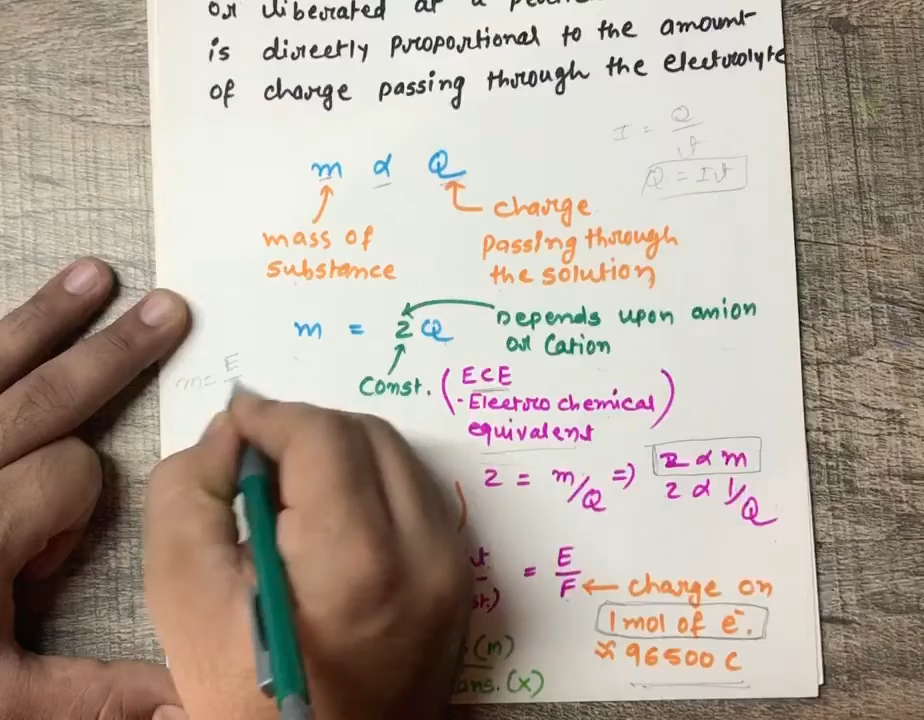 or liberated at a
is directly proportional to the amount
of charge passing through the electrolyte
I = Q/t
Q = It
m α Q
mass of
substance
charge
passing through
the solution
m = Z Q
Depends upon anion
or Cation
Const. (ECE
-Electro chemical)
equivalent
m = E
Z = m/Q => Z α m
Z α 1/Q
= E/F
charge on
1 mol of e-.
≈ 96500 C
(n)
ans. (x)